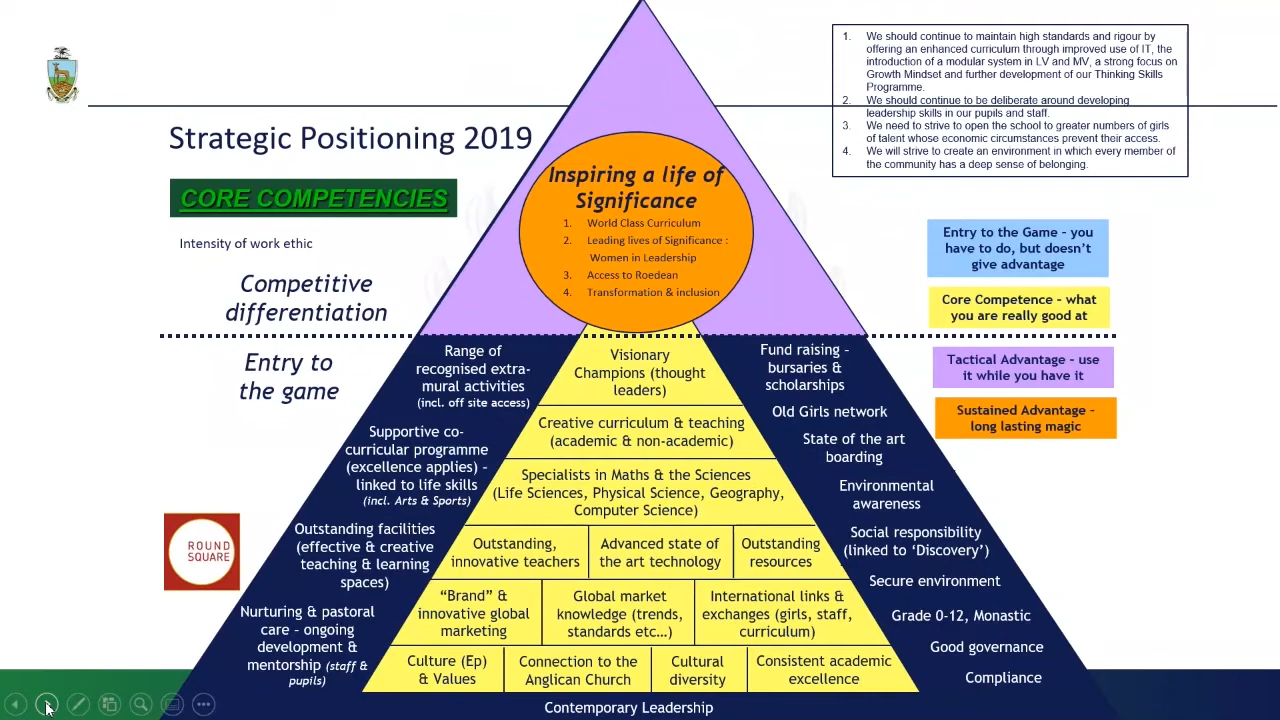 Strategic Positioning 2019
CORE COMPETENCIES
Intensity of work ethic
Competitive
differentiation
Entry to
the game
1. We should continue to maintain high standards and rigour by
offering an enhanced curriculum through improved use of IT, the
introduction of a modular system in LV and MV, a strong focus on
Growth Mindset and further development of our Thinking Skills
Programme.
2. We should continue to be deliberate around developing
leadership skills in our pupils and staff.
3. We need to strive to open the school to greater numbers of girls
of talent whose economic circumstances prevent their access.
4. We will strive to create an environment in which every member of
the community has a deep sense of belonging.
Inspiring a life of
Significance
1. World Class Curriculum
2. Leading lives of Significance :
Women in Leadership
3. Access to Roedean
4. Transformation & inclusion
Entry to the Game – you
have to do, but doesn’t
give advantage
Core Competence – what
you are really good at
Tactical Advantage – use
it while you have it
Sustained Advantage –
long lasting magic
Range of
recognised extra-
mural activities
(incl. off site access)
Supportive co-
curricular programme
(excellence applies) –
linked to life skills
(incl. Arts & Sports)
Outstanding facilities
(effective & creative
teaching & learning
spaces)
Nurturing & pastoral
care – ongoing
development &
mentorship (staff &
pupils)
Visionary
Champions (thought
leaders)
Creative curriculum & teaching
(academic & non-academic)
Specialists in Maths & the Sciences
(Life Sciences, Physical Science, Geography,
Computer Science)
Outstanding,
innovative teachers
Advanced state of
the art technology
Outstanding
resources
“Brand” &
innovative global
marketing
Global market
knowledge (trends,
standards etc…)
International links &
exchanges (girls, staff,
curriculum)
Culture (Ep)
& Values
Connection to the
Anglican Church
Cultural
diversity
Consistent academic
excellence
Fund raising –
bursaries &
scholarships
Old Girls network
State of the art
boarding
Environmental
awareness
Social responsibility
(linked to ‘Discovery’)
Secure environment
Grade 0-12, Monastic
Good governance
Compliance
Contemporary Leadership
ROUND
SQUARE